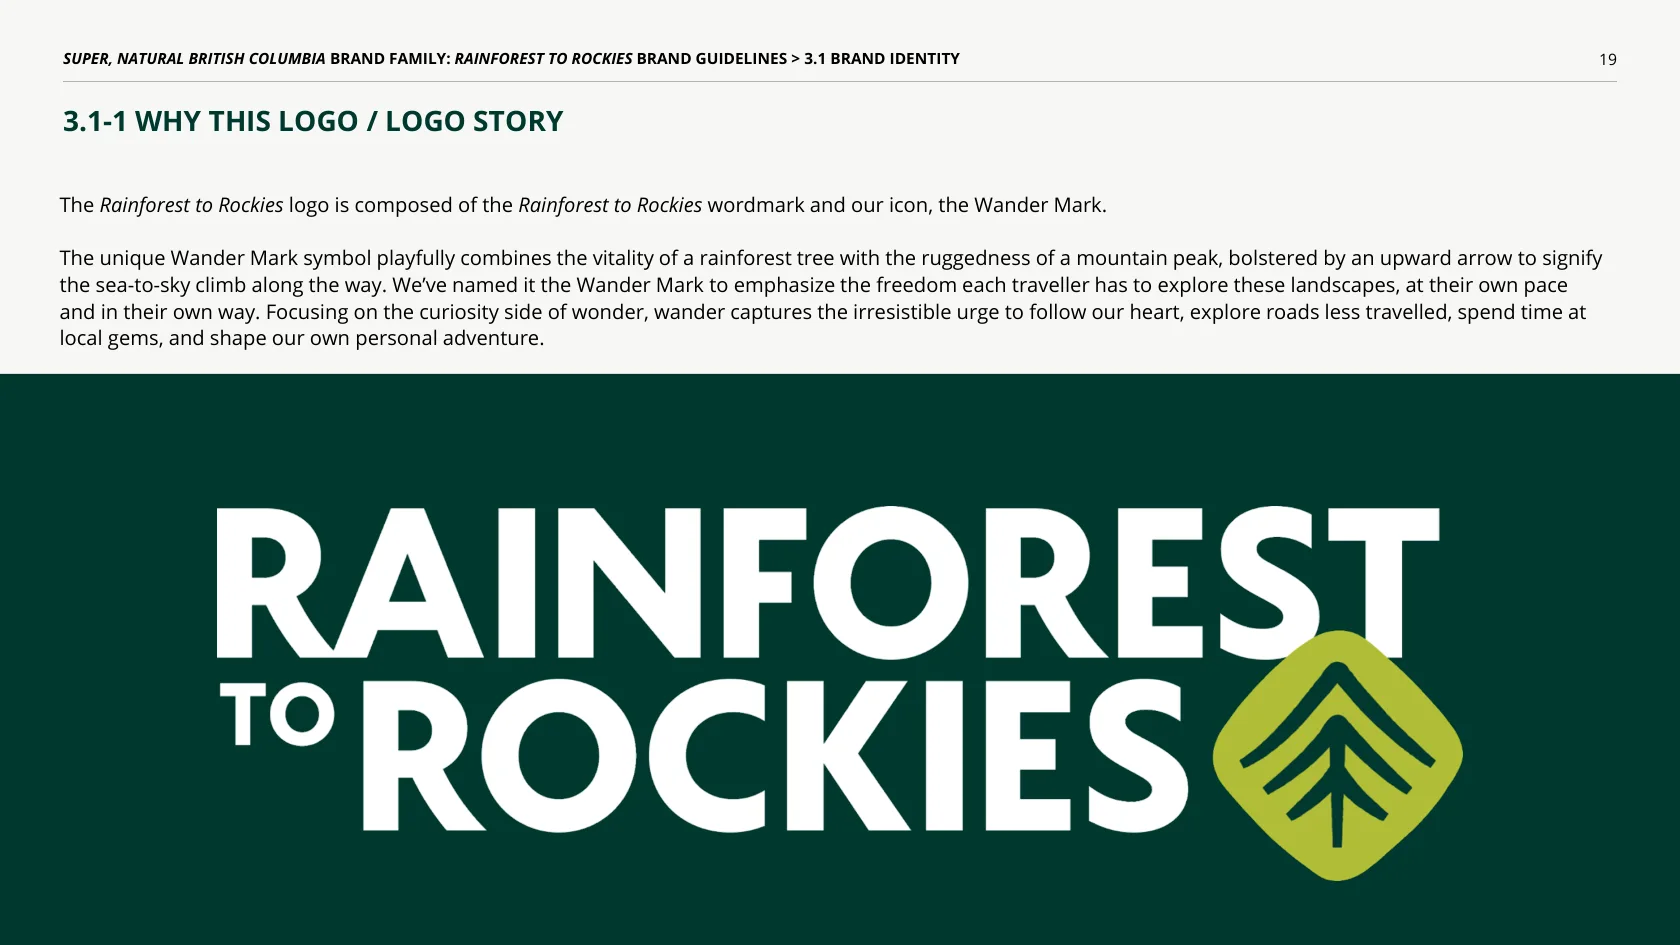 SUPER, NATURAL BRITISH COLUMBIA BRAND FAMILY: RAINFOREST TO ROCKIES BRAND GUIDELINES > 3.1 BRAND IDENTITY
19
3.1-1 WHY THIS LOGO / LOGO STORY
The Rainforest to Rockies logo is composed of the Rainforest to Rockies wordmark and our icon, the Wander Mark.
The unique Wander Mark symbol playfully combines the vitality of a rainforest tree with the ruggedness of a mountain peak, bolstered by an upward arrow to signify
the sea-to-sky climb along the way. We’ve named it the Wander Mark to emphasize the freedom each traveller has to explore these landscapes, at their own pace
and in their own way. Focusing on the curiosity side of wonder, wander captures the irresistible urge to follow our heart, explore roads less travelled, spend time at
local gems, and shape our own personal adventure.
RAINFOREST
TO ROCKIES